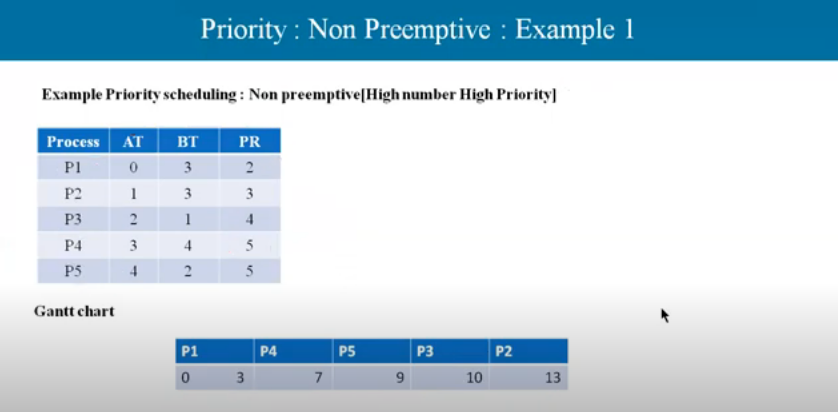 Priority : Non Preemptive : Example 1
Example Priority scheduling : Non preemptive[High number High Priority]
Process AT BT PR
P1 0 3 2
P2 1 3 3
P3 2 1 4
P4 3 4 5
P5 4 2 5
Gantt chart
P1 P4 P5 P3 P2
0 3 7 9 10 13